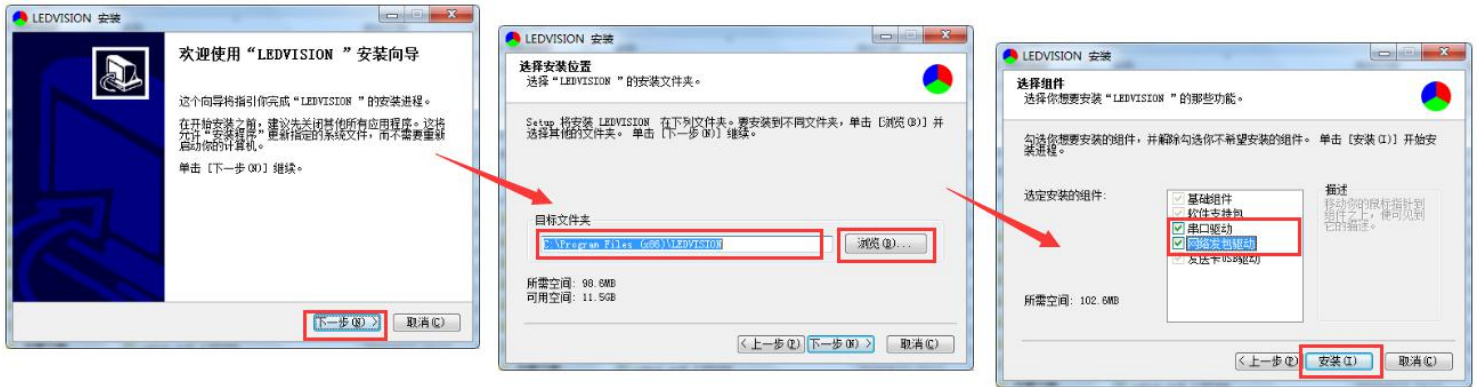 LEDVISION 安装
欢迎使用“LEDVISION ”安装向导
这个向导将指引你完成“LEDVISION ”的安装进程。
在开始安装之前，建议先关闭其他所有应用程序。这将
允许“安装程序”更新指定的系统文件，而不需要重新
启动你的计算机。
单击 [下一步(N)] 继续。
下一步(N) >
取消(C)
LEDVISION 安装
选择安装位置
选择“LEDVISION ”的安装文件夹。
Setup 将安装 LEDVISION 在下列文件夹。要安装到不同文件夹，单击 [浏览(B)] 并
选择其他的文件夹。 单击 [下一步(N)] 继续。
目标文件夹
C:\Program Files (x86)\LEDVISION
浏览(B)...
所需空间: 98.6MB
可用空间: 11.5GB
< 上一步(P)
下一步(N) >
取消(C)
LEDVISION 安装
选择组件
选择你想要安装“LEDVISION ”的那些功能。
勾选你想要安装的组件，并解除勾选你不希望安装的组件。 单击 [安装(I)] 开始安
装进程。
选定安装的组件:
基础组件
软件支持包
串口驱动
网络发包驱动
发送卡USB驱动
描述
移动你的鼠标指针到
组件之上，便可见到
它的描述。
所需空间: 102.6MB
< 上一步(P)
安装(I)
取消(C)